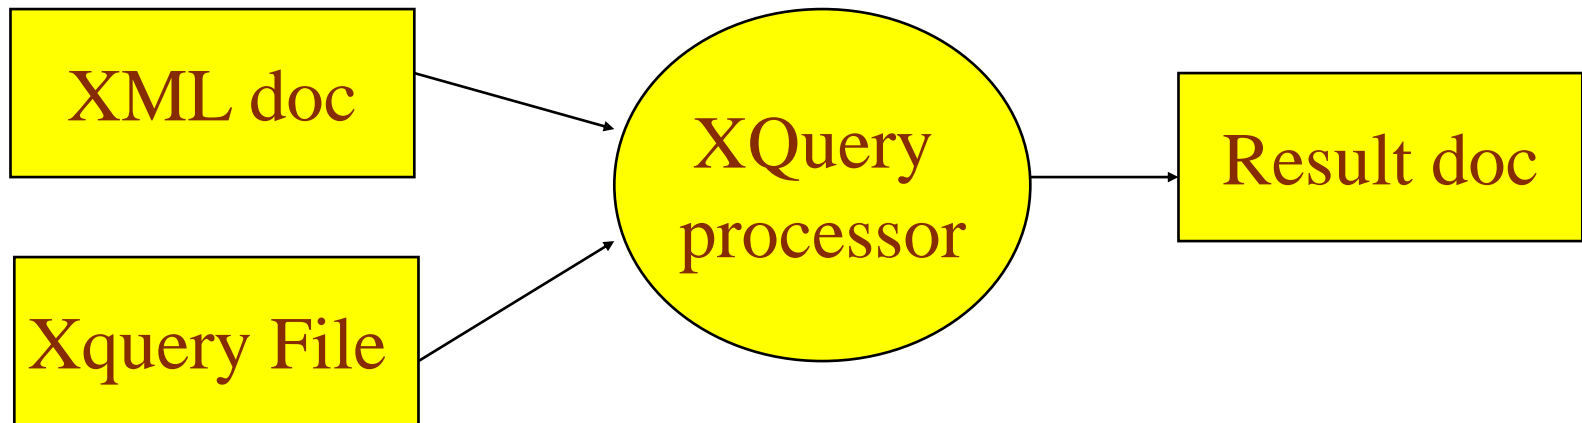 XML doc
XQuery
processor
Result doc
Xquery File